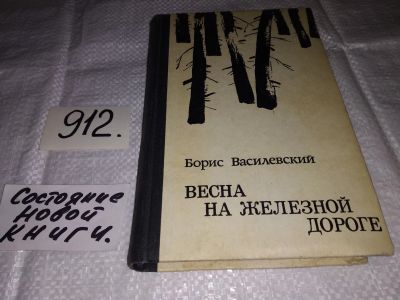 912.
Состояние
новой
книги.
Борис Василевский
ВЕСНА
НА ЖЕЛЕЗНОЙ
ДОРОГЕ